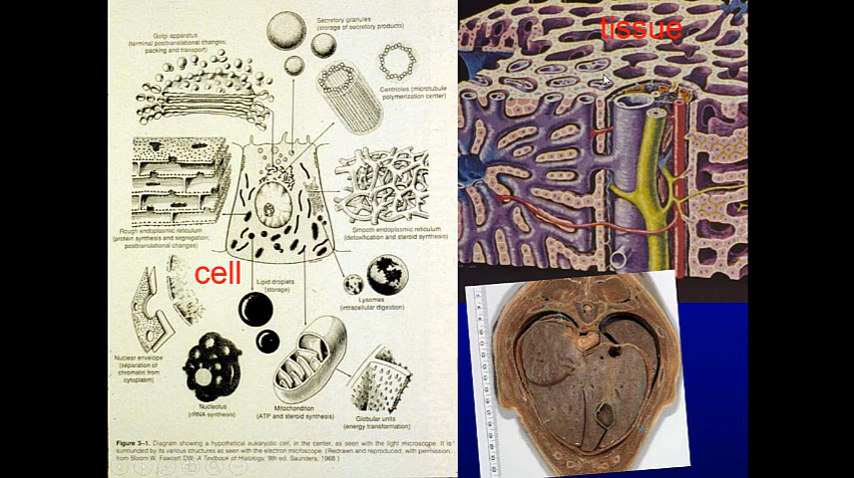 Secretory granules
(storage of secretory products)
Golgi apparatus
(terminal posttranslational changes;
packing and transport)
Centrioles (microtubule
polymerization center)
tissue
Rough endoplasmic reticulum
(protein synthesis and segregation;
posttranslational changes)
Smooth endoplasmic reticulum
(detoxification and steroid synthesis)
cell
Lipid droplets
(storage)
Lysomes
(intracellular digestion)
Nuclear envelope
(separation of
chromatin from
cytoplasm)
Nucleolus
(rRNA synthesis)
Mitochondrion
(ATP and steroid synthesis)
Globular units
(energy transformation)
Figure 3–1. Diagram showing a hypothetical eukaryotic cell, in the center, as seen with the light microscope. It is
surrounded by its various structures as seen with the electron microscope. (Redrawn and reproduced, with permission,
from Bloom W, Fawcett DW: A Textbook of Histology, 9th ed. Saunders, 1968.)